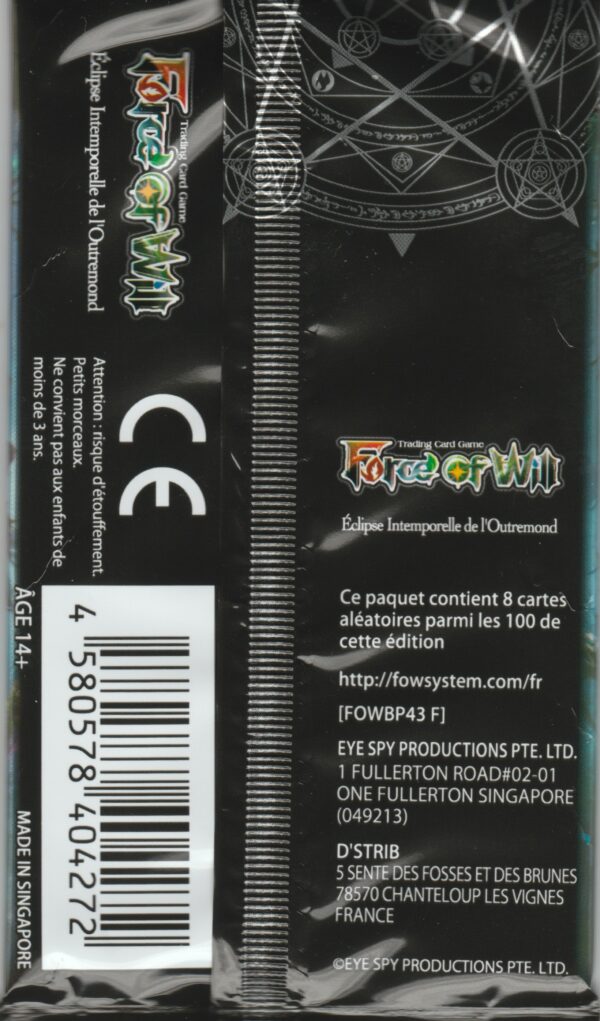 Trading Card Game
Force of Will
Éclipse Intemporelle de l'Outremond
Attention : risque d'étouffement.
Petits morceaux.
Ne convient pas aux enfants de
moins de 3 ans.
CE
ÂGE 14+
4 580578 404272
MADE IN SINGAPORE
Trading Card Game
Force of Will
Éclipse Intemporelle de l'Outremond
Ce paquet contient 8 cartes
aléatoires parmi les 100 de
cette édition
http://fowsystem.com/fr
[FOWBP43 F]
EYE SPY PRODUCTIONS PTE. LTD.
1 FULLERTON ROAD#02-01
ONE FULLERTON SINGAPORE
(049213)
D'STRIB
5 SENTE DES FOSSES ET DES BRUNES
78570 CHANTELOUP LES VIGNES
FRANCE
©EYE SPY PRODUCTIONS PTE. LTD.